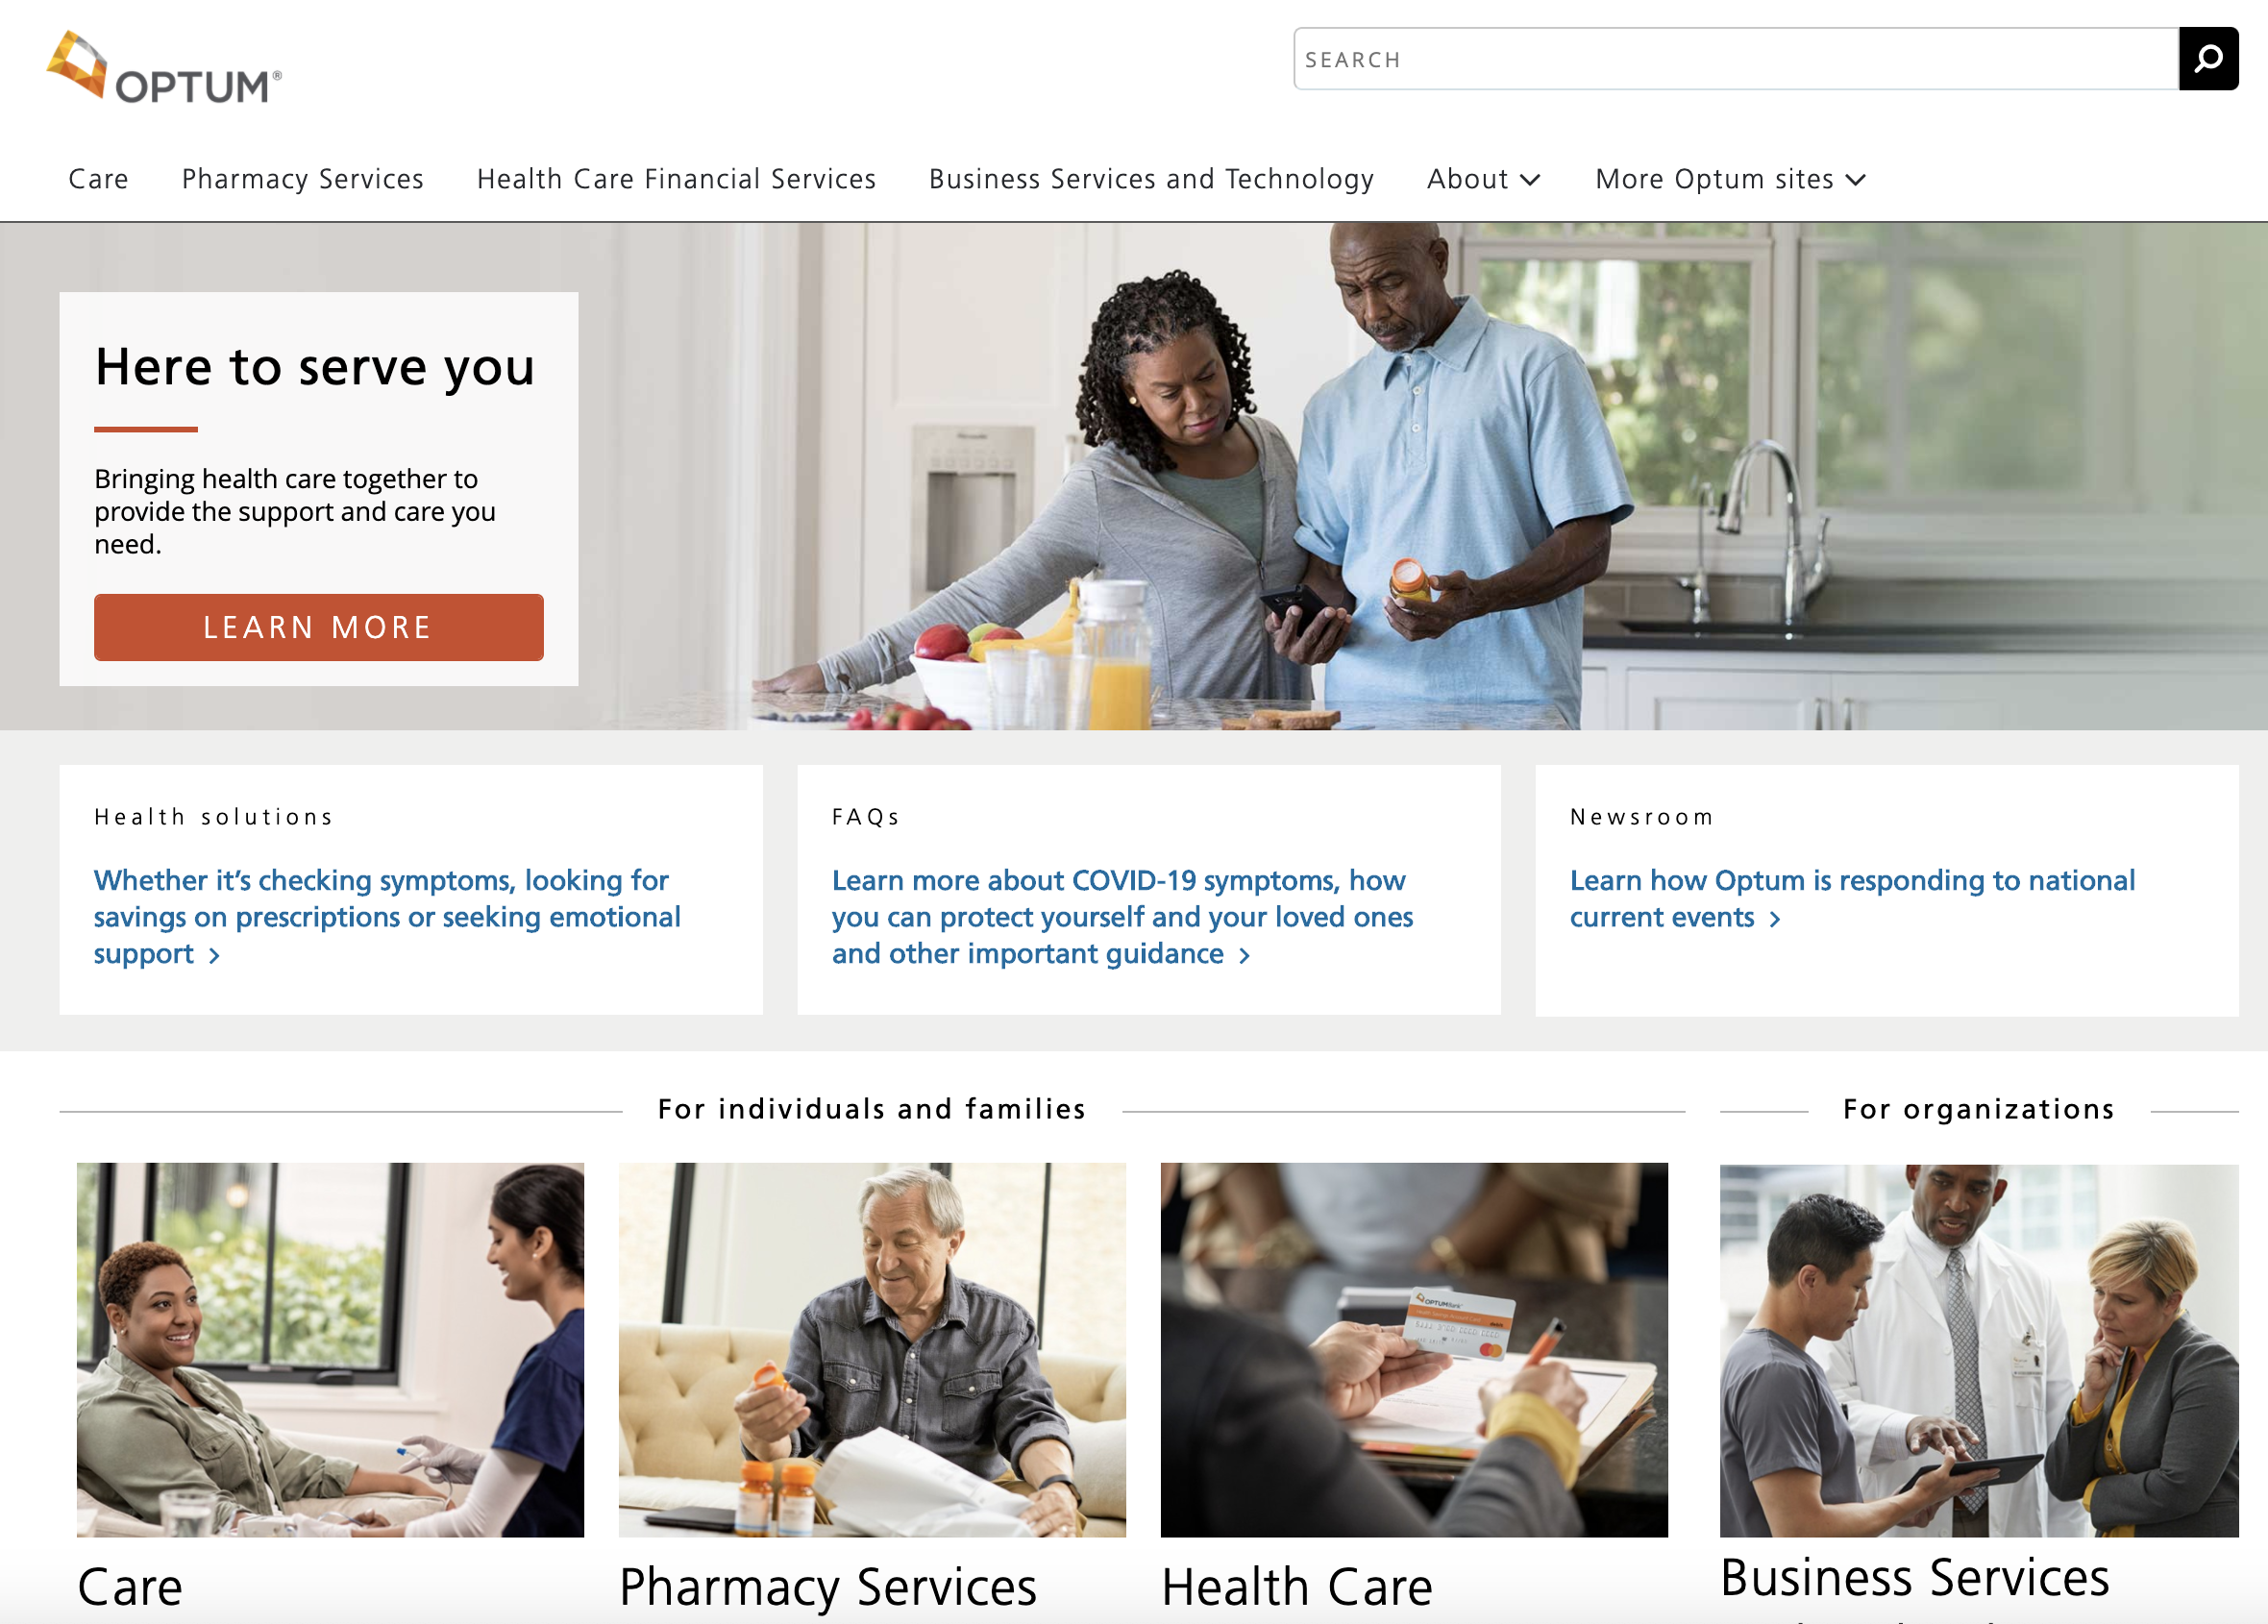 OPTUM®
SEARCH
Care Pharmacy Services Health Care Financial Services Business Services and Technology About More Optum sites
Here to serve you
Bringing health care together to
provide the support and care you
need.
LEARN MORE
Health solutions
Whether it’s checking symptoms, looking for
savings on prescriptions or seeking emotional
support >
FAQs
Learn more about COVID-19 symptoms, how
you can protect yourself and your loved ones
and other important guidance >
Newsroom
Learn how Optum is responding to national
current events >
For individuals and families
For organizations
OPTUM Bank
Care
Pharmacy Services
Health Care
Business Services